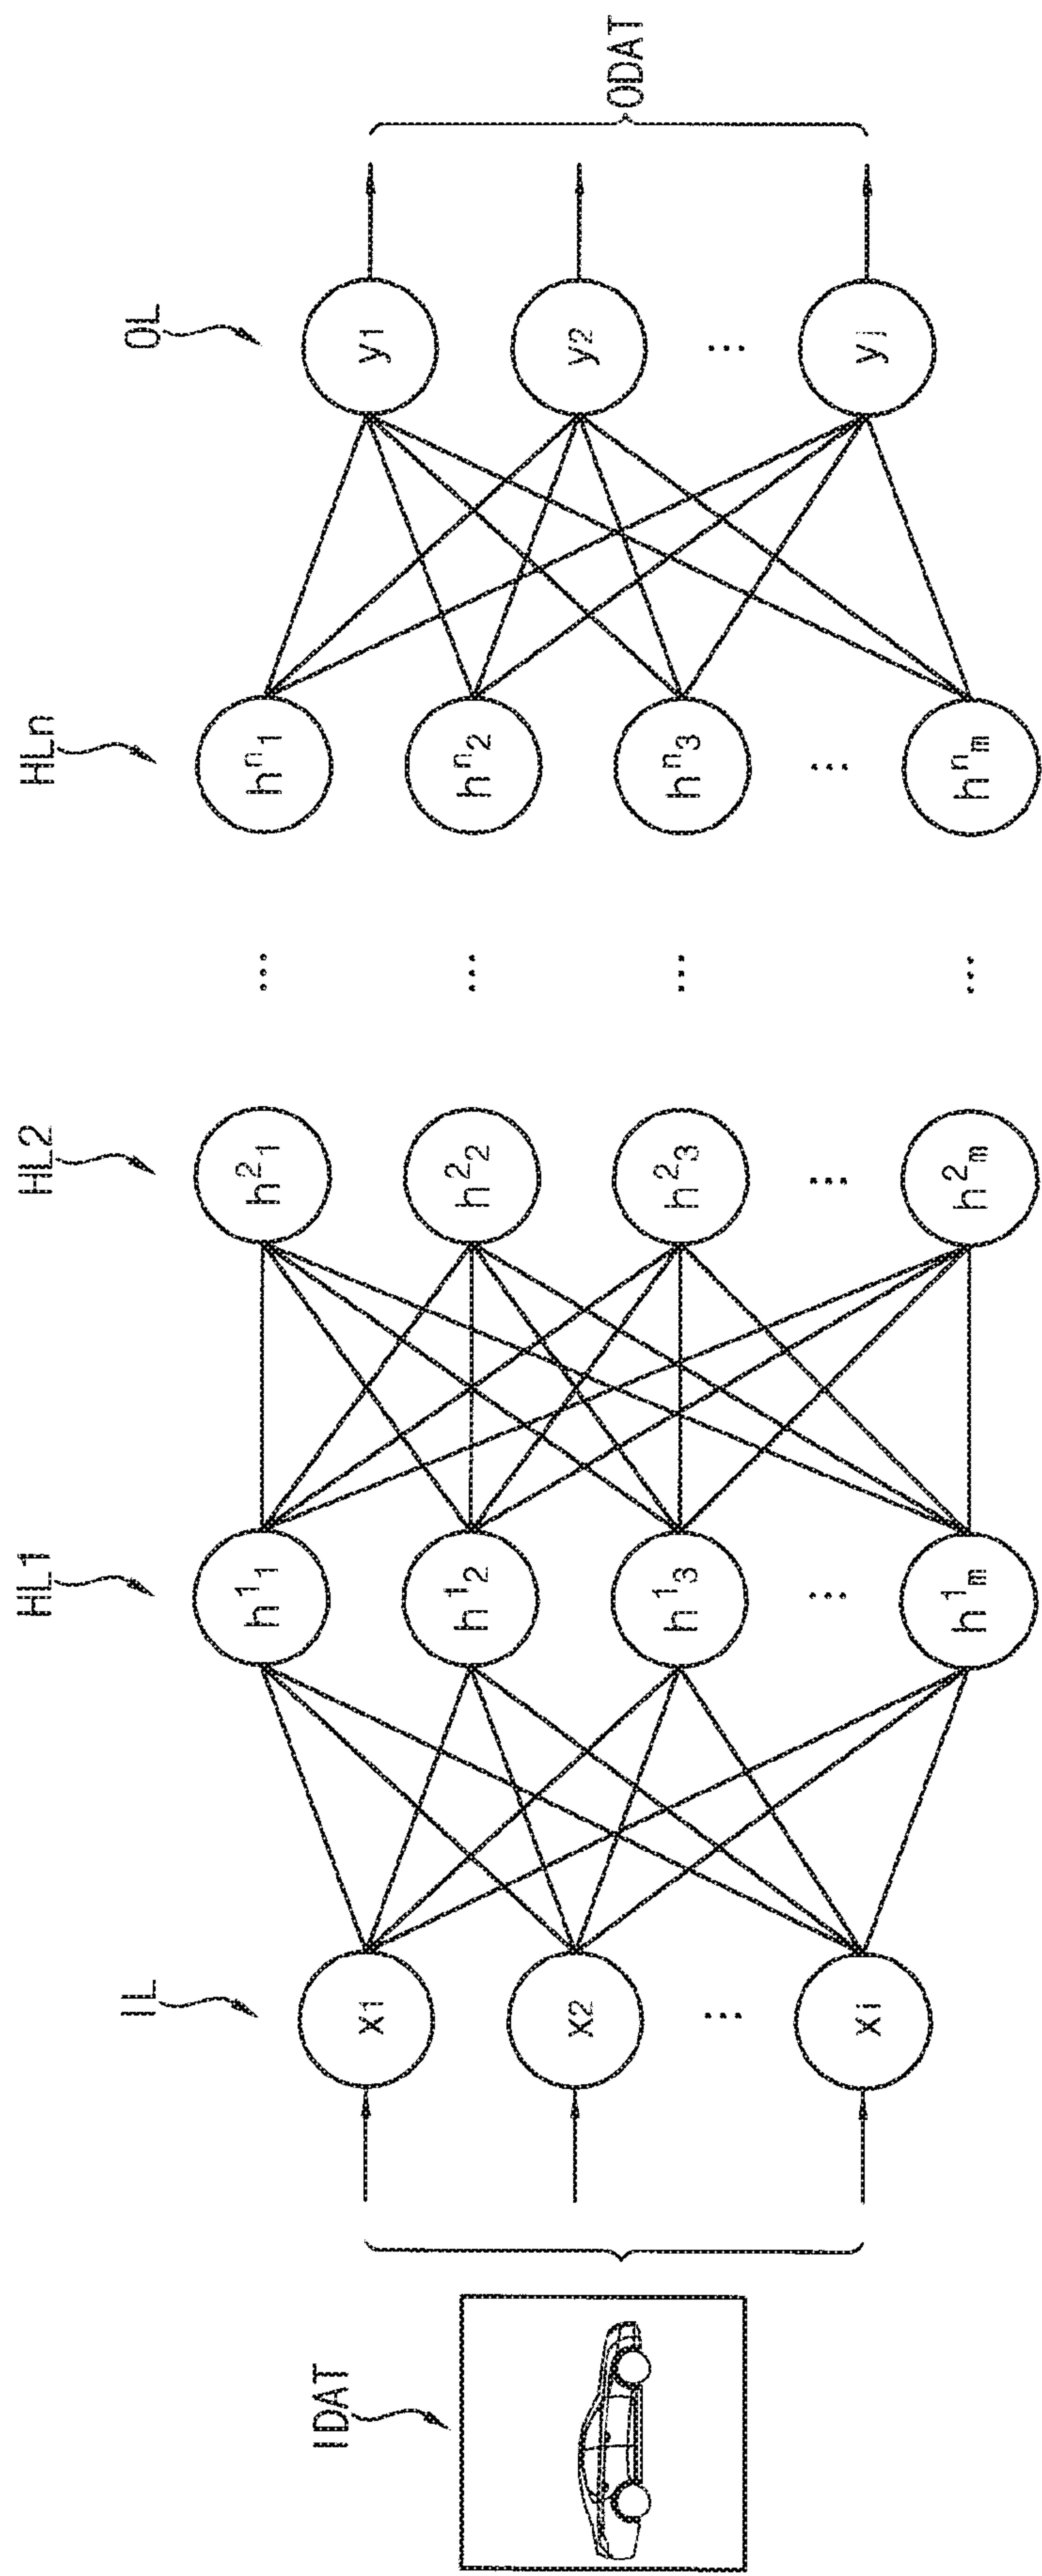 IDAT
IL
HL1
HL2
HLn
OL
x1
x2
⋮
xi
h¹1
h¹2
h¹3
⋮
h¹m
h²1
h²2
h²3
⋮
h²m
...
...
...
...
hⁿ1
hⁿ2
hⁿ3
⋮
hⁿm
y1
y2
⋮
yj
ODAT